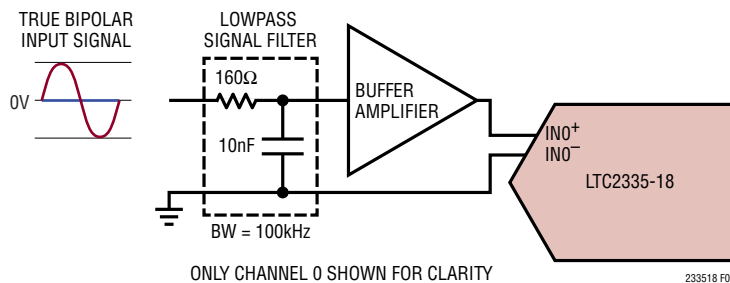 TRUE BIPOLAR
INPUT SIGNAL
LOWPASS
SIGNAL FILTER
0V
160Ω
10nF
BUFFER
AMPLIFIER
IN0+
IN0−
LTC2335-18
BW = 100kHz
ONLY CHANNEL 0 SHOWN FOR CLARITY
233518 F0